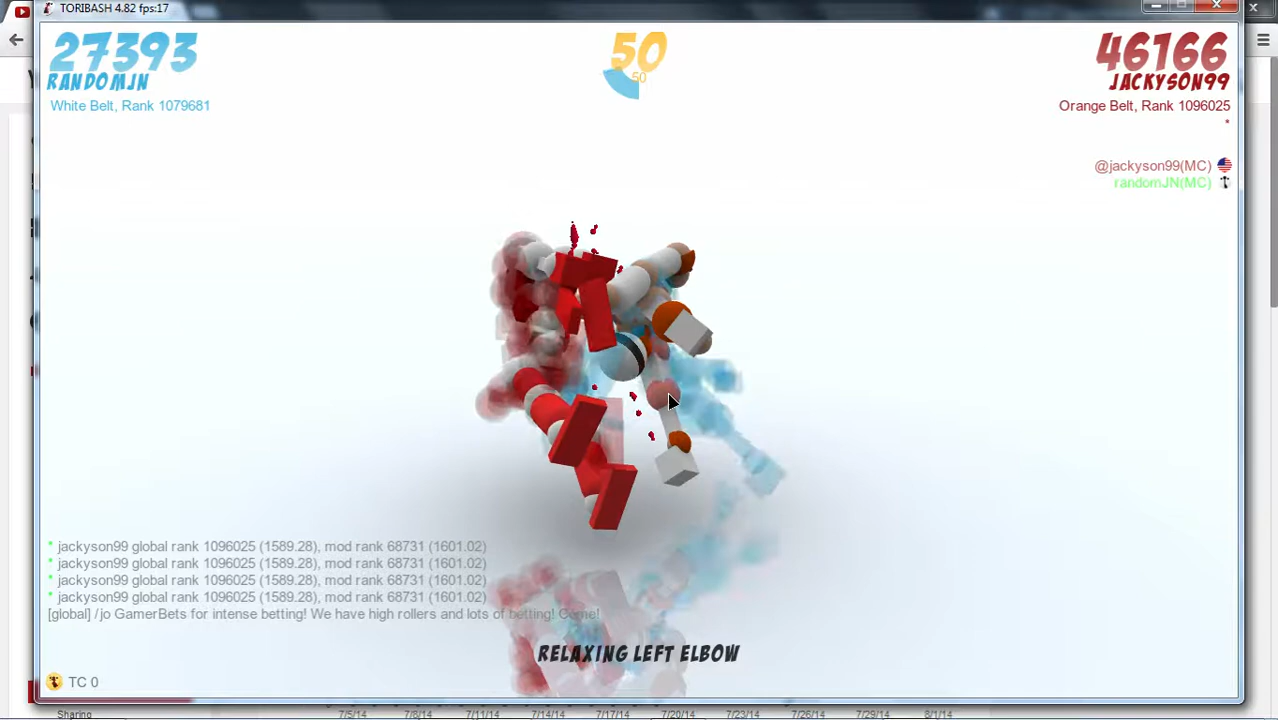 TORIBASH 4.82 fps:17
27393
RANDOMJN
White Belt, Rank 1079681
50
50
46166
JACKYSON99
Orange Belt, Rank 1096025
*
@jackyson99(MC)
randomJN(MC)
* jackyson99 global rank 1096025 (1589.28), mod rank 68731 (1601.02)
* jackyson99 global rank 1096025 (1589.28), mod rank 68731 (1601.02)
* jackyson99 global rank 1096025 (1589.28), mod rank 68731 (1601.02)
* jackyson99 global rank 1096025 (1589.28), mod rank 68731 (1601.02)
[global] /jo GamerBets for intense betting! We have high rollers and lots of betting! Come!
RELAXING LEFT ELBOW
TC 0
Sharing
7/5/14 7/8/14 7/11/14 7/14/14 7/17/14 7/20/14 7/23/14 7/26/14 7/29/14 8/1/14